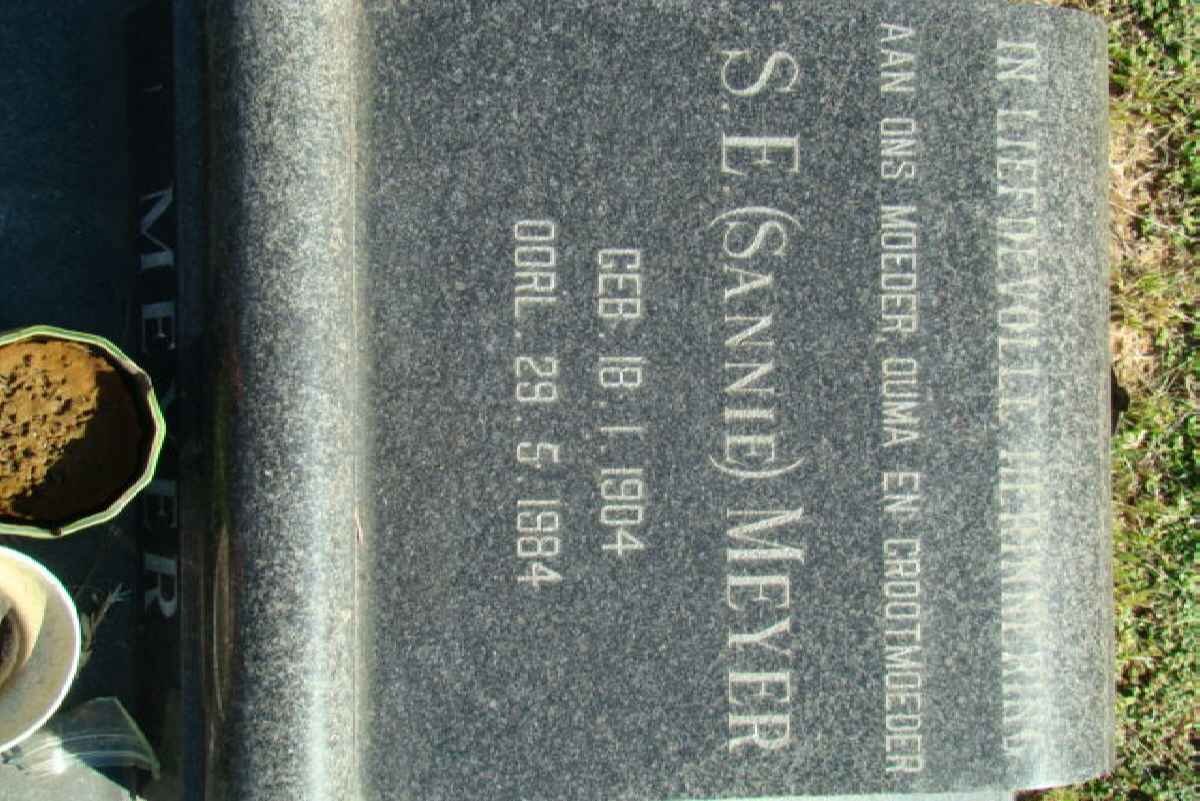 IN LIEFDEVOLLE HERINNERING
AAN ONS MOEDER, OUMA EN GROOTMOEDER
S. E. (SANNIE) MEYER
GEB. 18. 1. 1904
OORL. 29. 5. 1984
MEYER